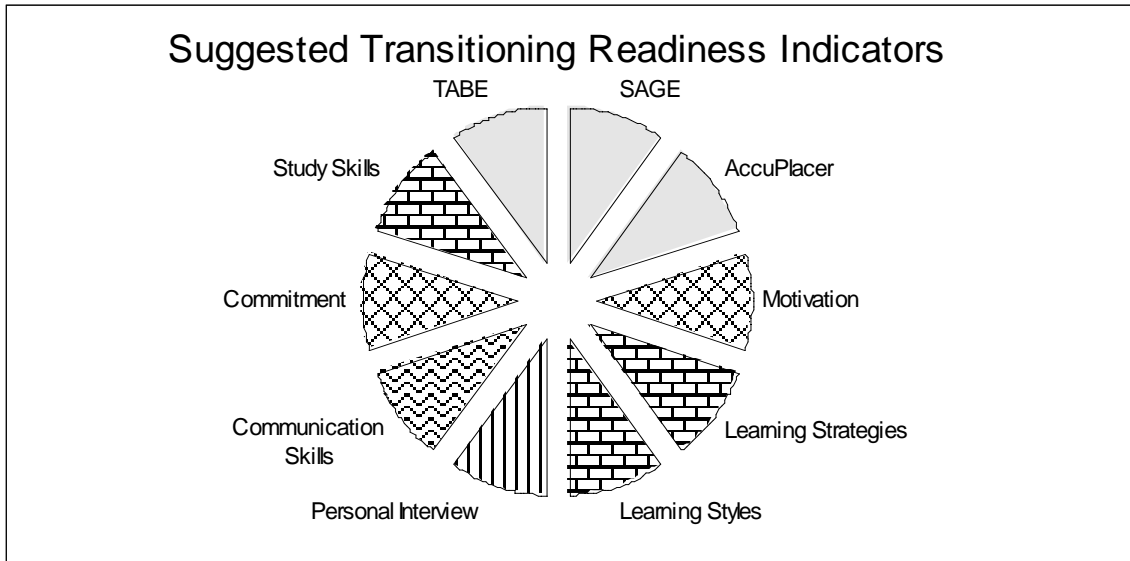 Suggested Transitioning Readiness Indicators
TABE
SAGE
Study Skills
AccuPlacer
Commitment
Motivation
Communication
Skills
Learning Strategies
Personal Interview
Learning Styles